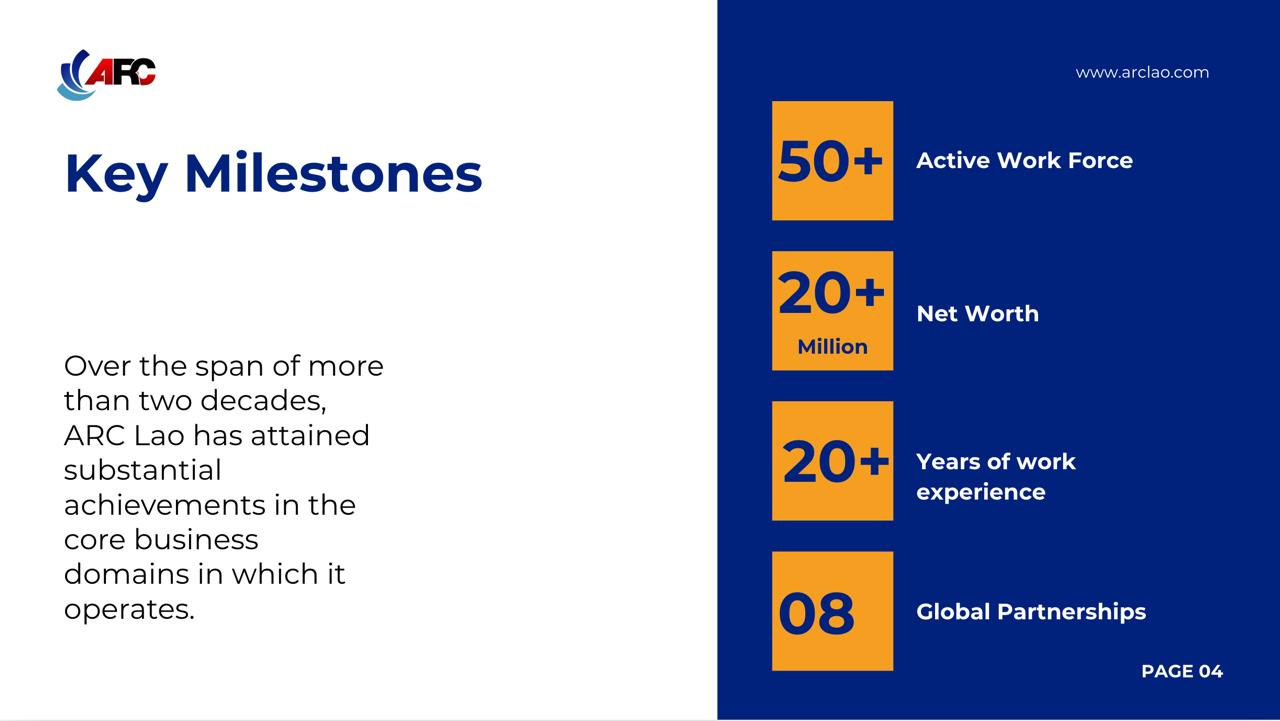 ARC
Key Milestones
Over the span of more
than two decades,
ARC Lao has attained
substantial
achievements in the
core business
domains in which it
operates.
www.arclao.com
50+
Active Work Force
20+
Million
Net Worth
20+
Years of work
experience
08
Global Partnerships
PAGE 04